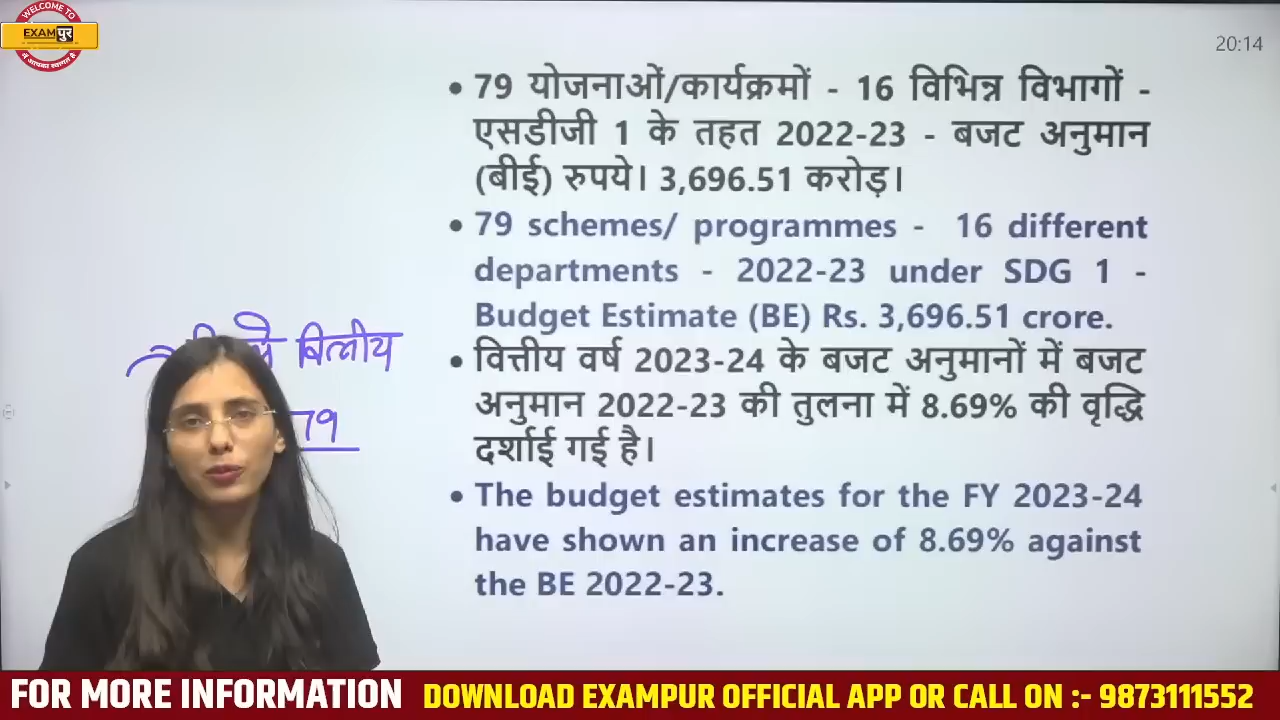 WELCOME TO
EXAMपुर
में आपका स्वागत है
20:14
• 79 योजनाओं/कार्यक्रमों - 16 विभिन्न विभागों -
एसडीजी 1 के तहत 2022-23 - बजट अनुमान
(बीई) रुपये। 3,696.51 करोड़।
• 79 schemes/ programmes - 16 different
departments - 2022-23 under SDG 1 -
Budget Estimate (BE) Rs. 3,696.51 crore.
• वित्तीय वर्ष 2023-24 के बजट अनुमानों में बजट
अनुमान 2022-23 की तुलना में 8.69% की वृद्धि
दर्शाई गई है।
• The budget estimates for the FY 2023-24
have shown an increase of 8.69% against
the BE 2022-23.
79
FOR MORE INFORMATION DOWNLOAD EXAMPUR OFFICIAL APP OR CALL ON :- 9873111552